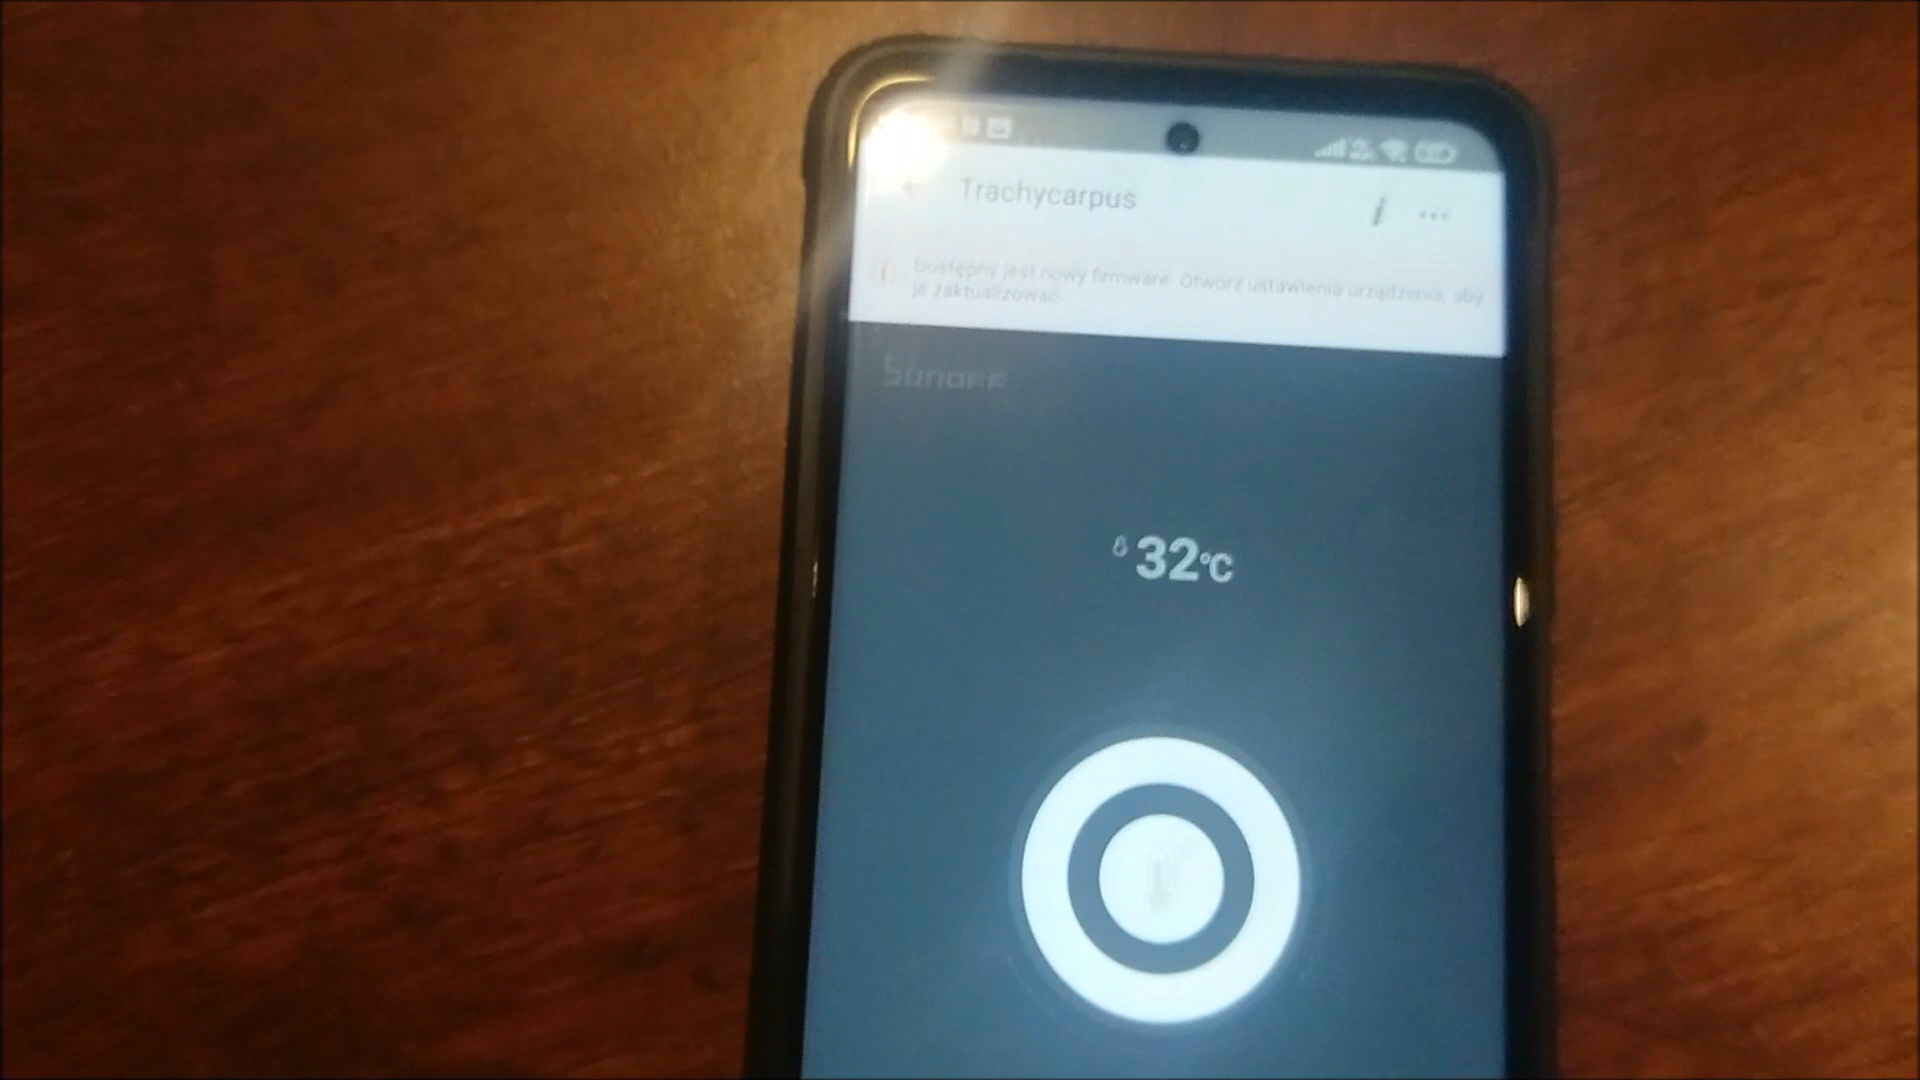 Trachycarpus
i ...
Dostępny jest nowy firmware. Otwórz ustawienia urządzenia, aby
je zaktualizować.
Sonoff
32°C